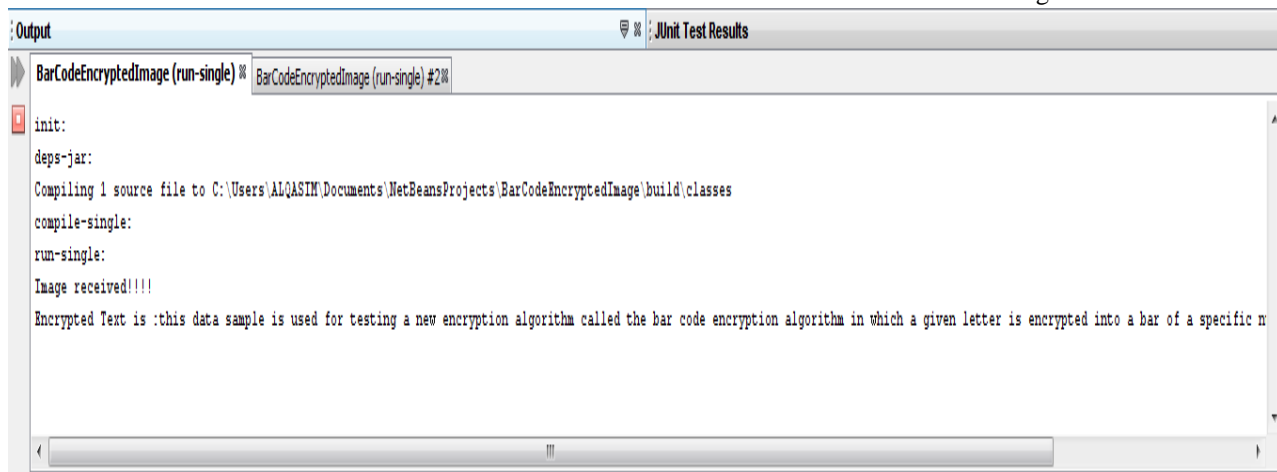 Output
JUnit Test Results
BarCodeEncryptedImage (run-single)
BarCodeEncryptedImage (run-single) #2
init:
deps-jar:
Compiling 1 source file to C:\Users\ALQASIM\Documents\NetBeansProjects\BarCodeEncryptedImage\build\classes
compile-single:
run-single:
Image received!!!!
Encrypted Text is :this data sample is used for testing a new encryption algorithm called the bar code encryption algorithm in which a given letter is encrypted into a bar of a specific